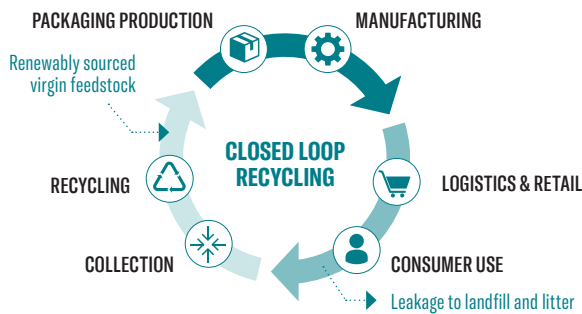 PACKAGING PRODUCTION
MANUFACTURING
Renewably sourced
virgin feedstock
CLOSED LOOP
RECYCLING
RECYCLING
LOGISTICS & RETAIL
COLLECTION
CONSUMER USE
Leakage to landfill and litter